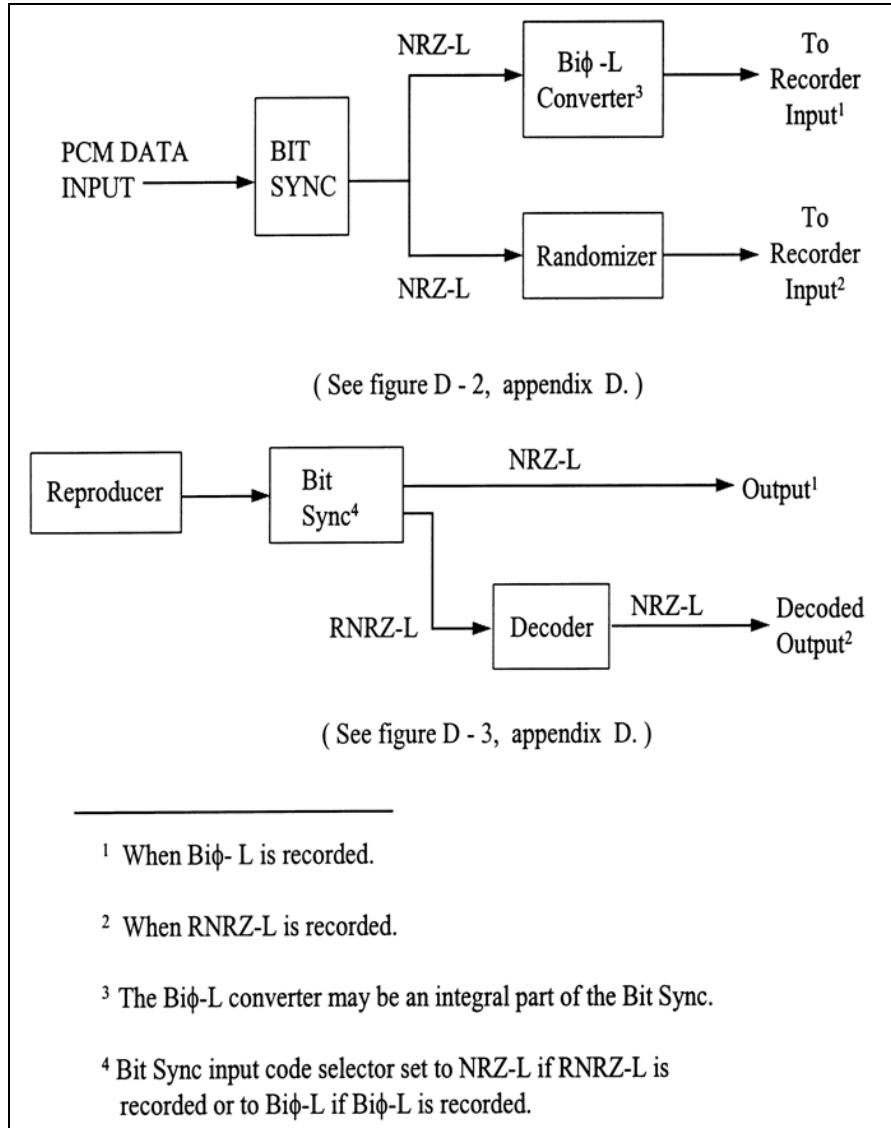 NRZ-L
Biϕ -L
Converter³
To
Recorder
Input¹
PCM DATA
INPUT
BIT
SYNC
NRZ-L
Randomizer
To
Recorder
Input²
( See figure D - 2, appendix D. )
Reproducer
Bit
Sync⁴
NRZ-L
Output¹
RNRZ-L
Decoder
NRZ-L
Decoded
Output²
( See figure D - 3, appendix D. )
¹ When Biϕ- L is recorded.
² When RNRZ-L is recorded.
³ The Biϕ-L converter may be an integral part of the Bit Sync.
⁴ Bit Sync input code selector set to NRZ-L if RNRZ-L is
recorded or to Biϕ-L if Biϕ-L is recorded.